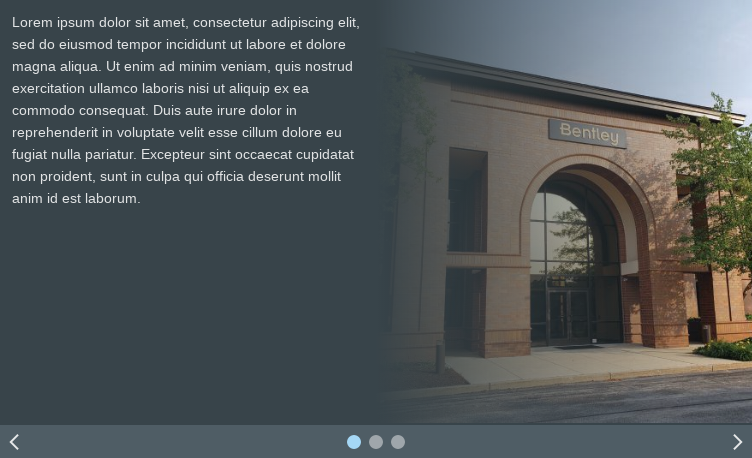 Lorem ipsum dolor sit amet, consectetur adipiscing elit,
sed do eiusmod tempor incididunt ut labore et dolore
magna aliqua. Ut enim ad minim veniam, quis nostrud
exercitation ullamco laboris nisi ut aliquip ex ea
commodo consequat. Duis aute irure dolor in
reprehenderit in voluptate velit esse cillum dolore eu
fugiat nulla pariatur. Excepteur sint occaecat cupidatat
non proident, sunt in culpa qui officia deserunt mollit
anim id est laborum.
Bentley